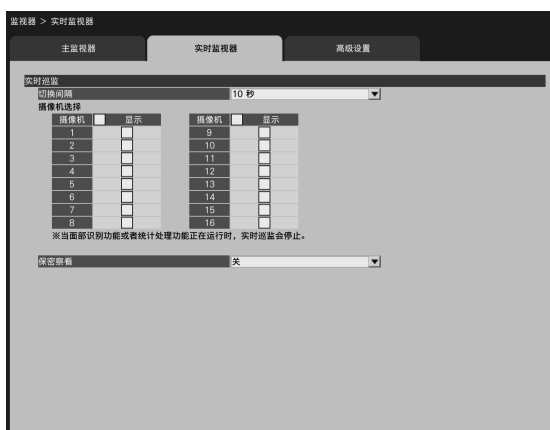 监视器 > 实时监视器
主监视器 实时监视器 高级设置
实时巡监
切换间隔 10 秒
摄像机选择
摄像机 显示 摄像机 显示
1 9
2 10
3 11
4 12
5 13
6 14
7 15
8 16
※当面部识别功能或者统计处理功能正在运行时，实时巡监会停止。
保密察看 关